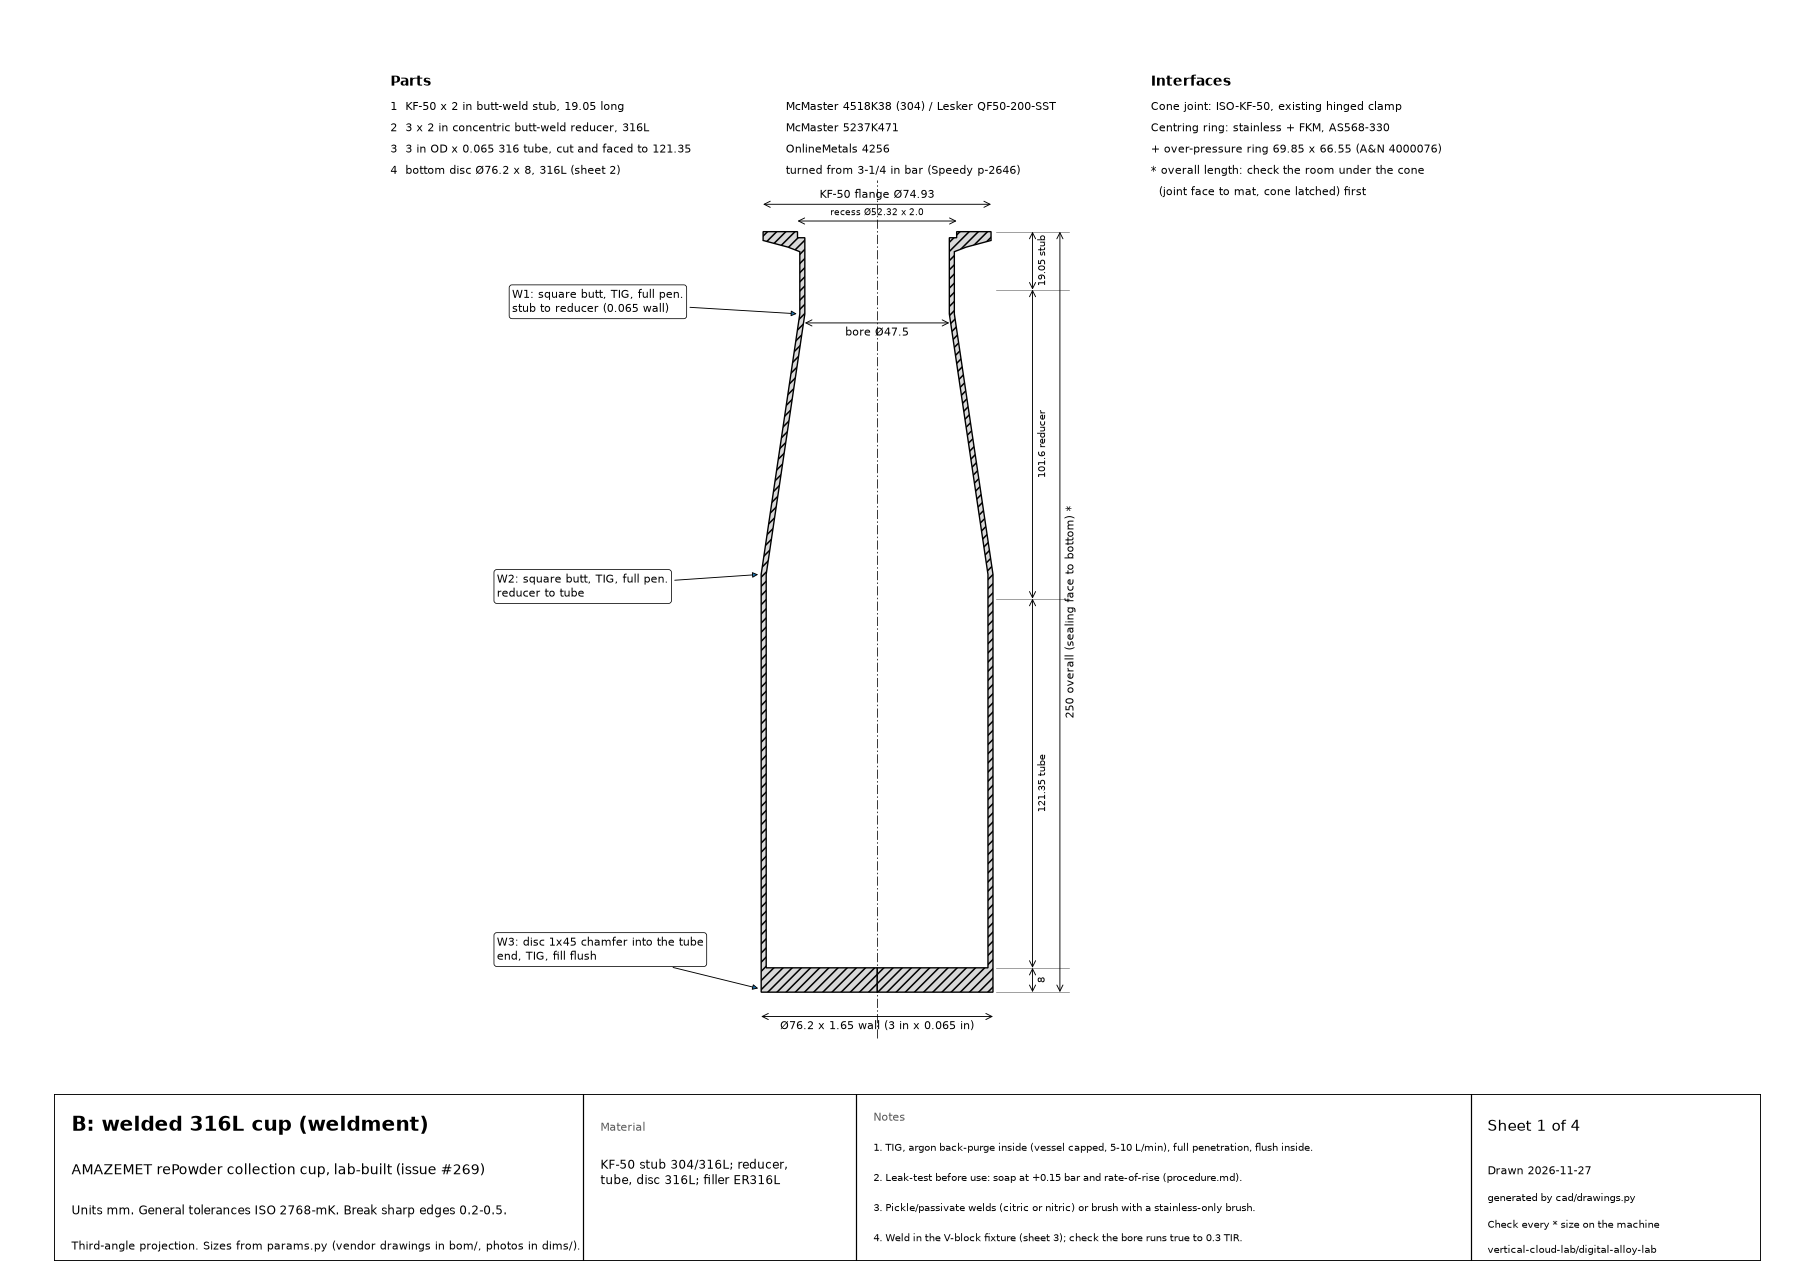 Parts
1 KF-50 x 2 in butt-weld stub, 19.05 long
2 3 x 2 in concentric butt-weld reducer, 316L
3 3 in OD x 0.065 316 tube, cut and faced to 121.35
4 bottom disc Ø76.2 x 8, 316L (sheet 2)
McMaster 4518K38 (304) / Lesker QF50-200-SST
McMaster 5237K471
OnlineMetals 4256
turned from 3-1/4 in bar (Speedy p-2646)
Interfaces
Cone joint: ISO-KF-50, existing hinged clamp
Centring ring: stainless + FKM, AS568-330
+ over-pressure ring 69.85 x 66.55 (A&N 4000076)
* overall length: check the room under the cone
(joint face to mat, cone latched) first
KF-50 flange Ø74.93
recess Ø52.32 x 2.0
19.05 stub
W1: square butt, TIG, full pen.
stub to reducer (0.065 wall)
bore Ø47.5
101.6 reducer
250 overall (sealing face to bottom) *
W2: square butt, TIG, full pen.
reducer to tube
121.35 tube
W3: disc 1x45 chamfer into the tube
end, TIG, fill flush
8
Ø76.2 x 1.65 wall (3 in x 0.065 in)
B: welded 316L cup (weldment)
AMAZEMET rePowder collection cup, lab-built (issue #269)
Units mm. General tolerances ISO 2768-mK. Break sharp edges 0.2-0.5.
Third-angle projection. Sizes from params.py (vendor drawings in bom/, photos in dims/).
Material
KF-50 stub 304/316L; reducer,
tube, disc 316L; filler ER316L
Notes
1. TIG, argon back-purge inside (vessel capped, 5-10 L/min), full penetration, flush inside.
2. Leak-test before use: soap at +0.15 bar and rate-of-rise (procedure.md).
3. Pickle/passivate welds (citric or nitric) or brush with a stainless-only brush.
4. Weld in the V-block fixture (sheet 3); check the bore runs true to 0.3 TIR.
Sheet 1 of 4
Drawn 2026-11-27
generated by cad/drawings.py
Check every * size on the machine
vertical-cloud-lab/digital-alloy-lab